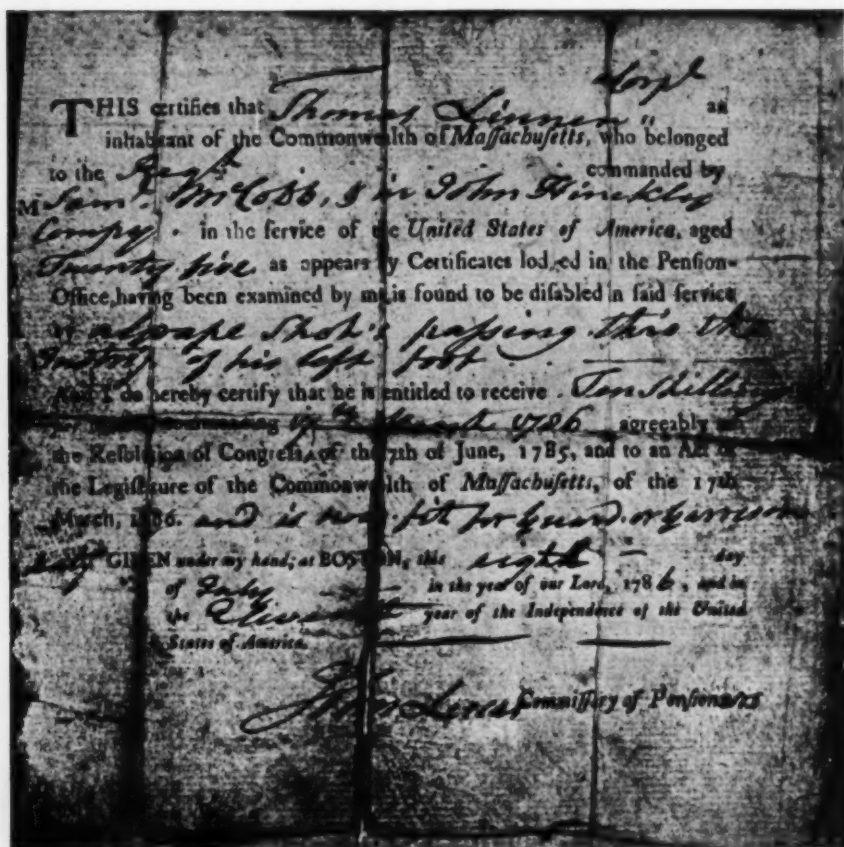 Corpl
THIS certifies that Thomas Linnen an
inhabitant of the Commonwealth of Massachusetts, who belonged
to the Regt commanded by
Saml. McCobb, & in John Hinckly
Compy. in the service of the United States of America, aged
Twenty five as appears by Certificates lodged in the Pension-
Office, having been examined by me, is found to be disabled in said service
shot passing thro the
of his left foot
And I do hereby certify that he is entitled to receive Ten Shillings
17th March 1786 agreeably to
the Resolution of Congress, of the 7th of June, 1785, and to an Act of
the Legislature of the Commonwealth of Massachusetts, of the 17th
March, 1786. and is now fit for Guard or Garrison
GIVEN under my hand, at BOSTON, this eighth day
of July in the year of our Lord, 1786, and in
the Eleventh year of the Independence of the United
States of America.
John Lucas Commissary of Pensioners